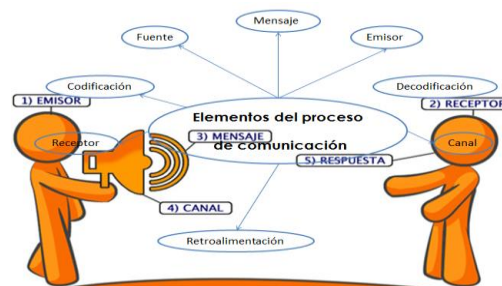 Mensaje
Fuente
Emisor
Codificación
Decodificación
1) EMISOR
2) RECEPTOR
Elementos del proceso
de comunicación
3) MENSAJE
Receptor
Canal
5) RESPUESTA
4) CANAL
Retroalimentación